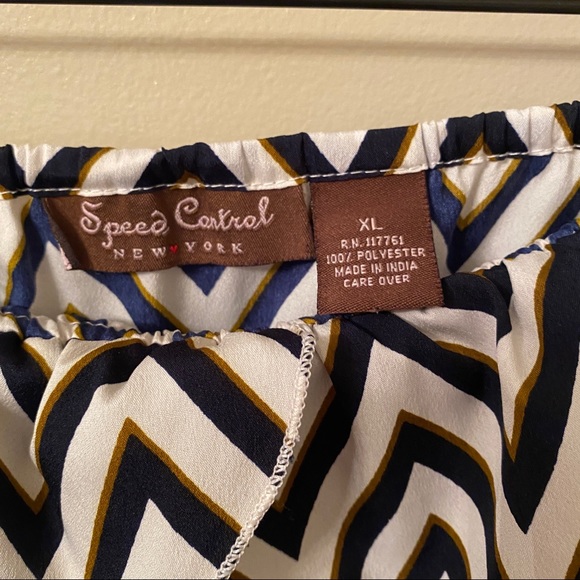 Speed Control
NEW♥YORK
XL
R.N. 117761
100% POLYESTER
MADE IN INDIA
CARE OVER